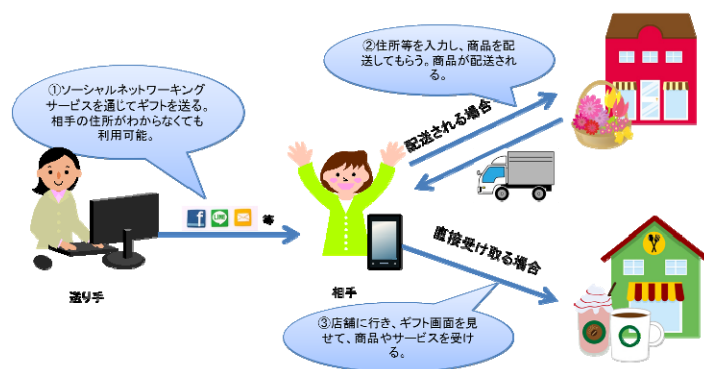 ①ソーシャルネットワーキング
サービスを通じてギフトを送る。
相手の住所がわからなくても
利用可能。
②住所等を入力し、商品を配
送してもらう。商品が配送され
る。
配送される場合
LINE
等
送り手
相手
直接受け取る場合
③店舗に行き、ギフト画面を見
せて、商品やサービスを受け
る。